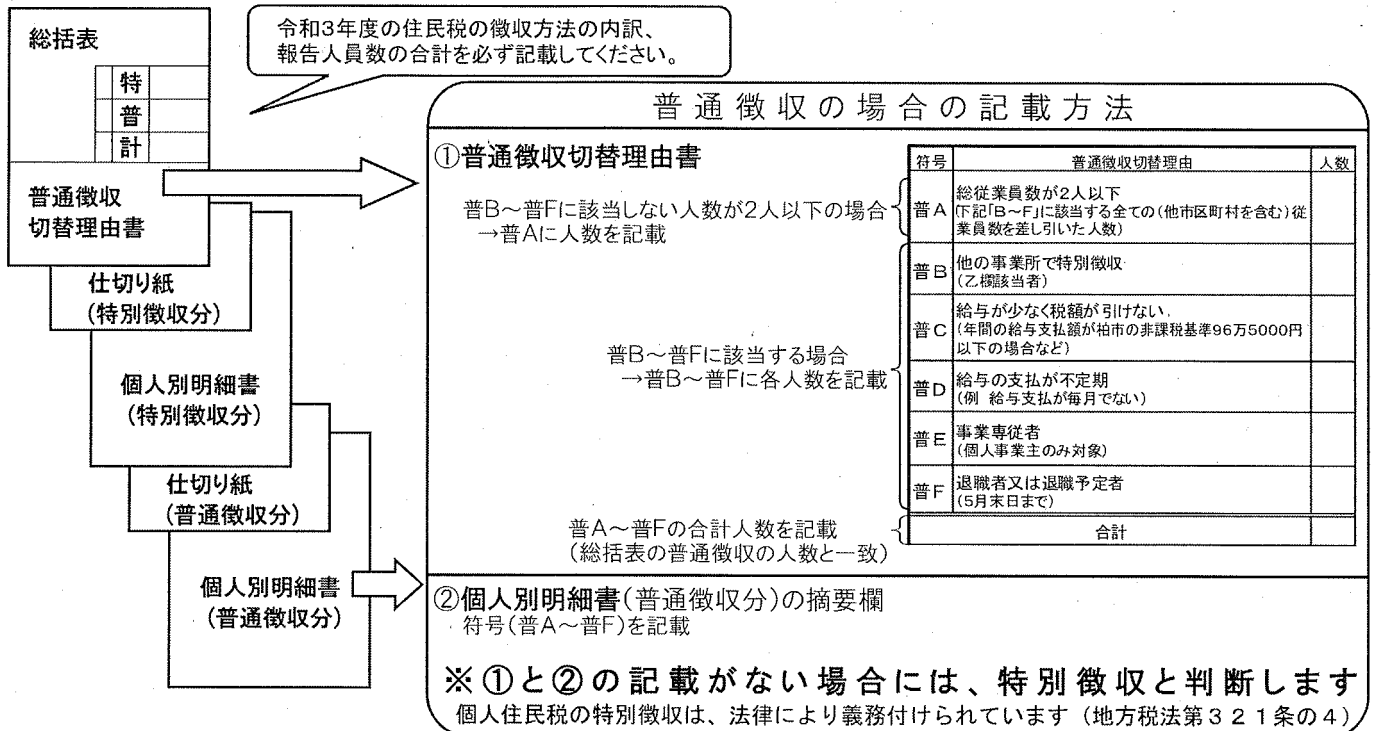 総括表
特
普
計
普通徴収
切替理由書
仕切り紙
(特別徴収分)
個人別明細書
(特別徴収分)
仕切り紙
(普通徴収分)
個人別明細書
(普通徴収分)
令和3年度の住民税の徴収方法の内訳、
報告人員数の合計を必ず記載してください。
普通徴収の場合の記載方法
①普通徴収切替理由書
普B～普Fに該当しない人数が2人以下の場合
→普Aに人数を記載
普B～普Fに該当する場合
→普B～普Fに各人数を記載
普A～普Fの合計人数を記載
(総括表の普通徴収の人数と一致)
符号 普通徴収切替理由 人数
普A 総従業員数が2人以下
(下記「B～F」に該当する全ての(他市区町村を含む)従
業員数を差し引いた人数)
普B 他の事業所で特別徴収
(乙欄該当者)
普C 給与が少なく税額が引けない
(年間の給与支払額が柏市の非課税基準96万5000円
以下の場合など)
普D 給与の支払が不定期
(例 給与支払が毎月でない)
普E 事業専従者
(個人事業主のみ対象)
普F 退職者又は退職予定者
(5月末日まで)
合計
②個人別明細書(普通徴収分)の摘要欄
符号(普A～普F)を記載
※①と②の記載がない場合には、特別徴収と判断します
個人住民税の特別徴収は、法律により義務付けられています(地方税法第321条の4)